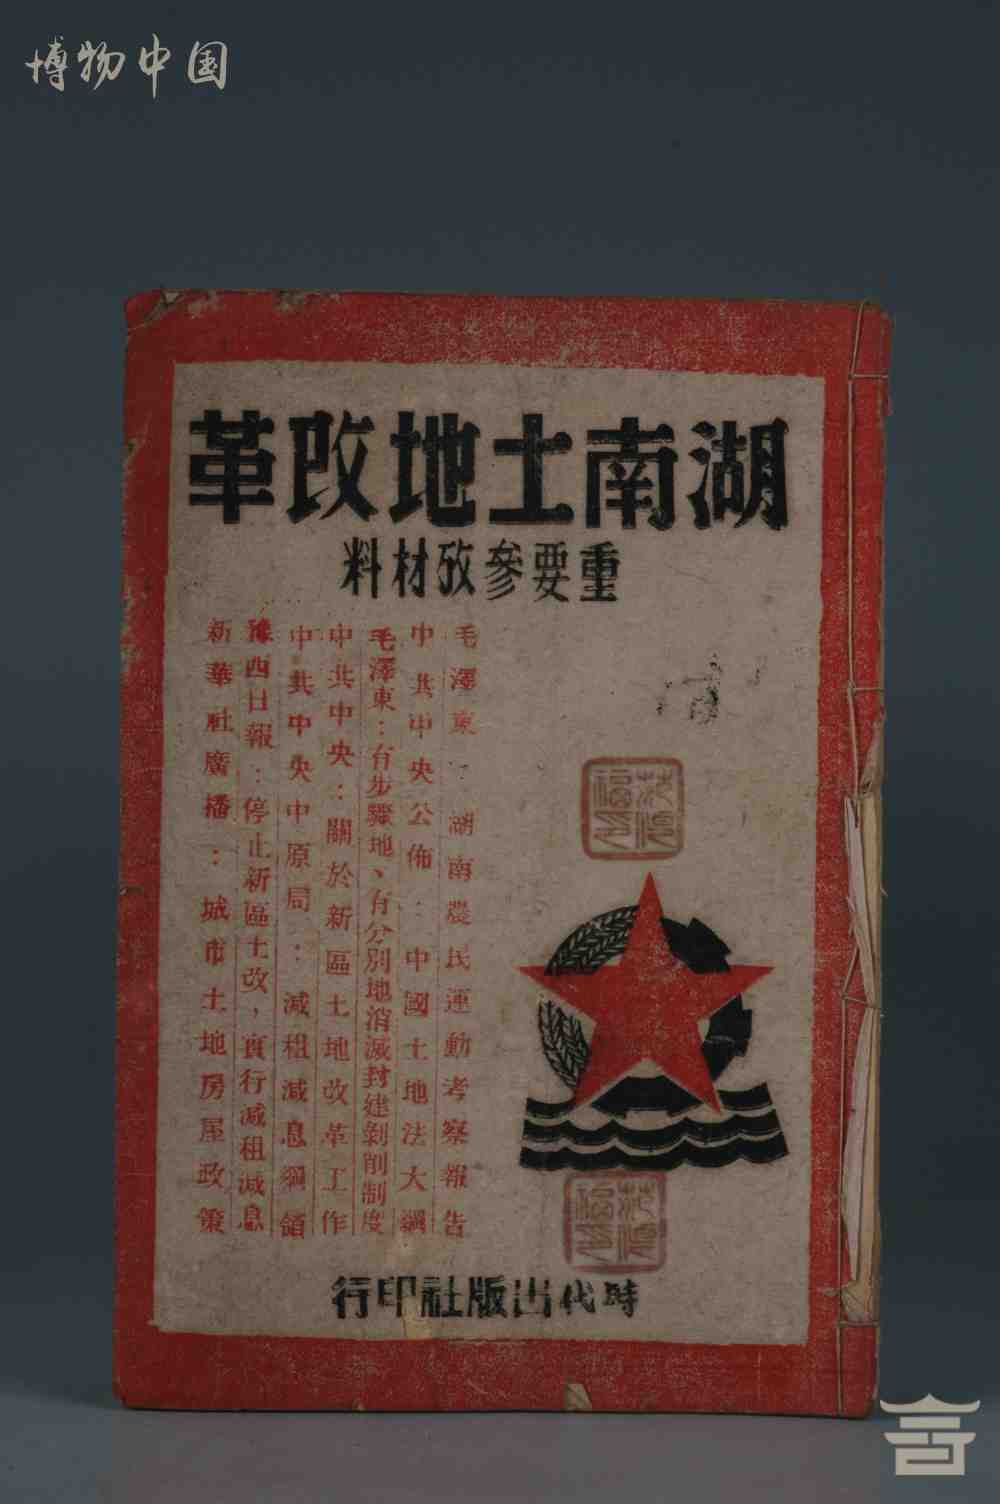 博物中国
湖南土地改革
重要參攷材料
毛澤東：湖南農民運動考察報告
中共中央公佈：中國土地法大綱
毛澤東：有步驟地、有分別地消滅封建剝削制度
中共中央：關於新區土地改革工作
中共中央中原局：減租減息綱領
豫西日報：停止新區土改，實行減租減息
新華社廣播：城市土地房屋政策
時代出版社印行